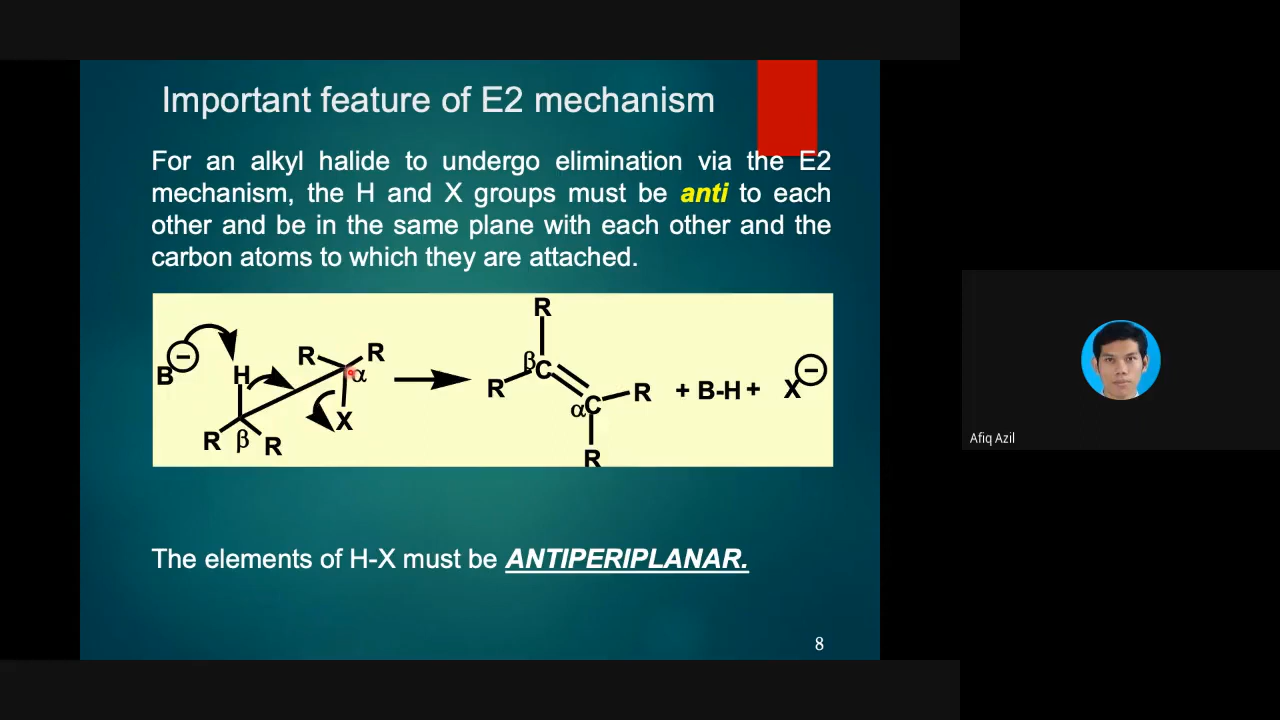 Important feature of E2 mechanism
For an alkyl halide to undergo elimination via the E2
mechanism, the H and X groups must be anti to each
other and be in the same plane with each other and the
carbon atoms to which they are attached.
B − H R R α X R β R
R β C R α C R R + B-H + X −
The elements of H-X must be ANTIPERIPLANAR.
8
Afiq Azil